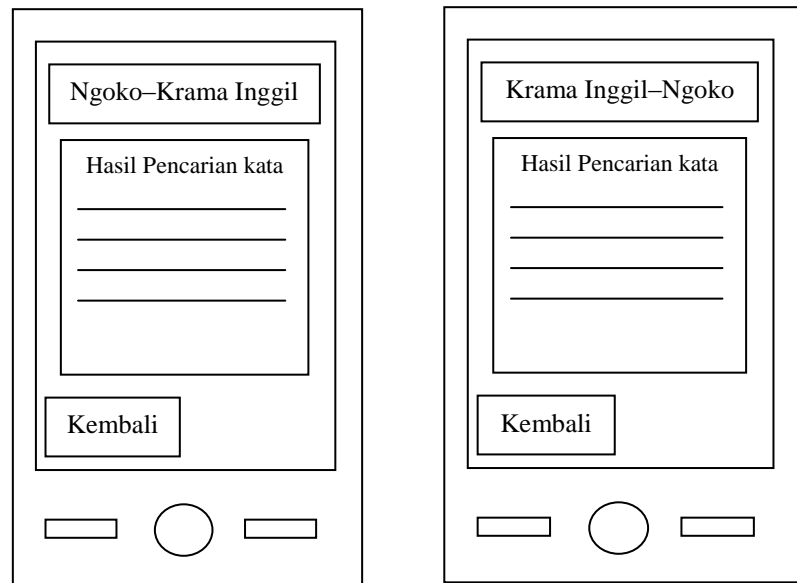 Ngoko–Krama Inggil
Hasil Pencarian kata
Kembali
Krama Inggil–Ngoko
Hasil Pencarian kata
Kembali